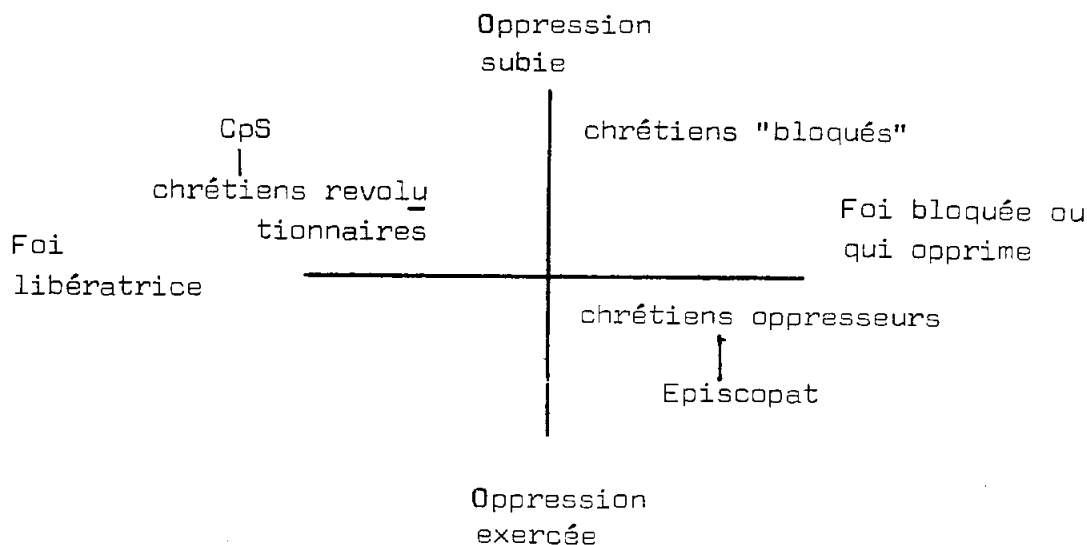 Oppression
subie
CpS
chrétiens "bloqués"
chrétiens revolu
tionnaires
Foi bloquée ou
qui opprime
Foi
libératrice
chrétiens oppresseurs
Episcopat
Oppression
exercée